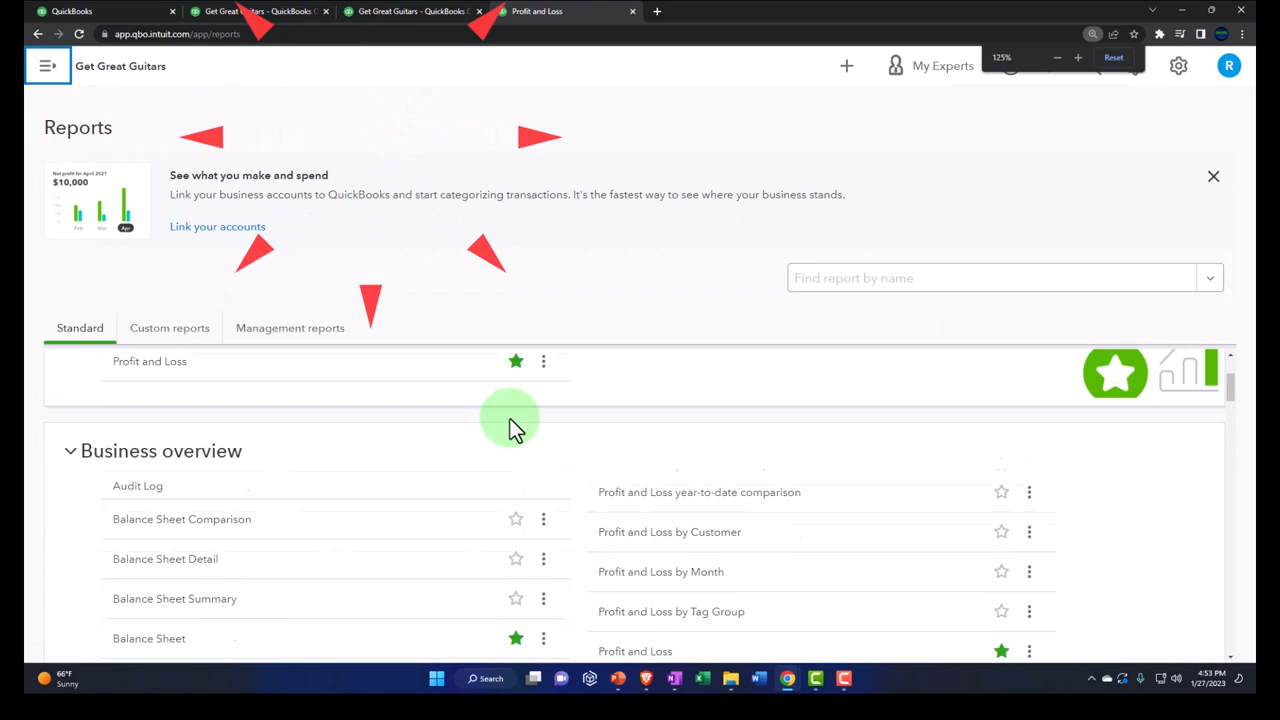 QuickBooks
Get Great Guitars - QuickBooks C
Get Great Guitars - QuickBooks C
Profit and Loss
app.qbo.intuit.com/app/reports
125%
Reset
Get Great Guitars
My Experts
R
Reports
Net profit for April 2021
$10,000
Feb Mar Apr
See what you make and spend
Link your business accounts to QuickBooks and start categorizing transactions. It's the fastest way to see where your business stands.
Link your accounts
Find report by name
Standard
Custom reports
Management reports
Profit and Loss
Business overview
Audit Log
Balance Sheet Comparison
Balance Sheet Detail
Balance Sheet Summary
Balance Sheet
Profit and Loss year-to-date comparison
Profit and Loss by Customer
Profit and Loss by Month
Profit and Loss by Tag Group
Profit and Loss
66°F
Sunny
Search
4:53 PM
1/27/2023